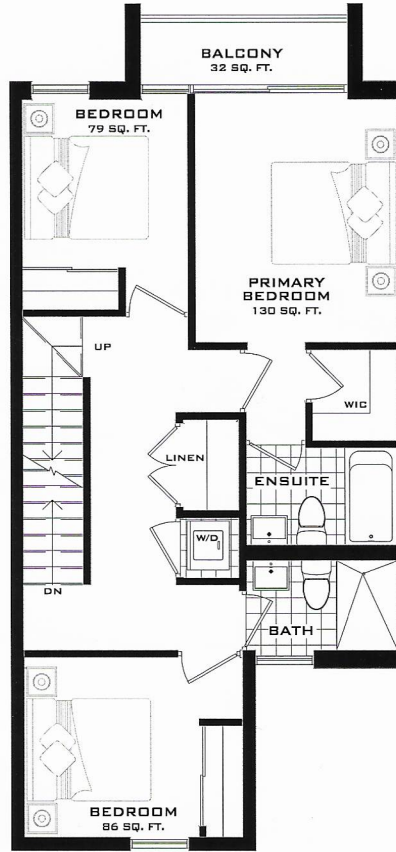 BALCONY
32 SQ. FT.
BEDROOM
79 SQ. FT.
PRIMARY
BEDROOM
130 SQ. FT.
UP
WIC
LINEN
ENSUITE
W/D
DN
BATH
BEDROOM
86 SQ. FT.